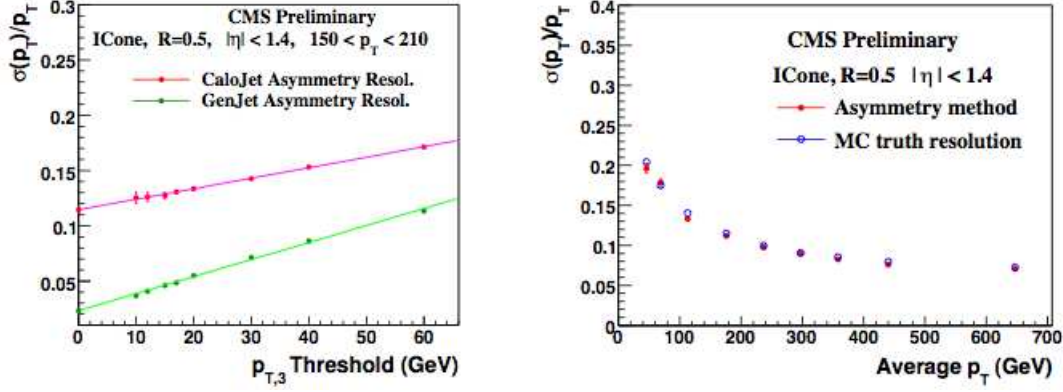 CMS Preliminary
ICone, R=0.5, |η| < 1.4, 150 < p_T < 210
CaloJet Asymmetry Resol.
GenJet Asymmetry Resol.
σ(p_T)/p_T
0.3
0.25
0.2
0.15
0.1
0.05
0 10 20 30 40 50 60
p_T,3 Threshold (GeV)
CMS Preliminary
ICone, R=0.5 |η| < 1.4
Asymmetry method
MC truth resolution
σ(p_T)/p_T
0.4
0.35
0.3
0.25
0.2
0.15
0.1
0.05
0
0 100 200 300 400 500 600 700
Average p_T (GeV)